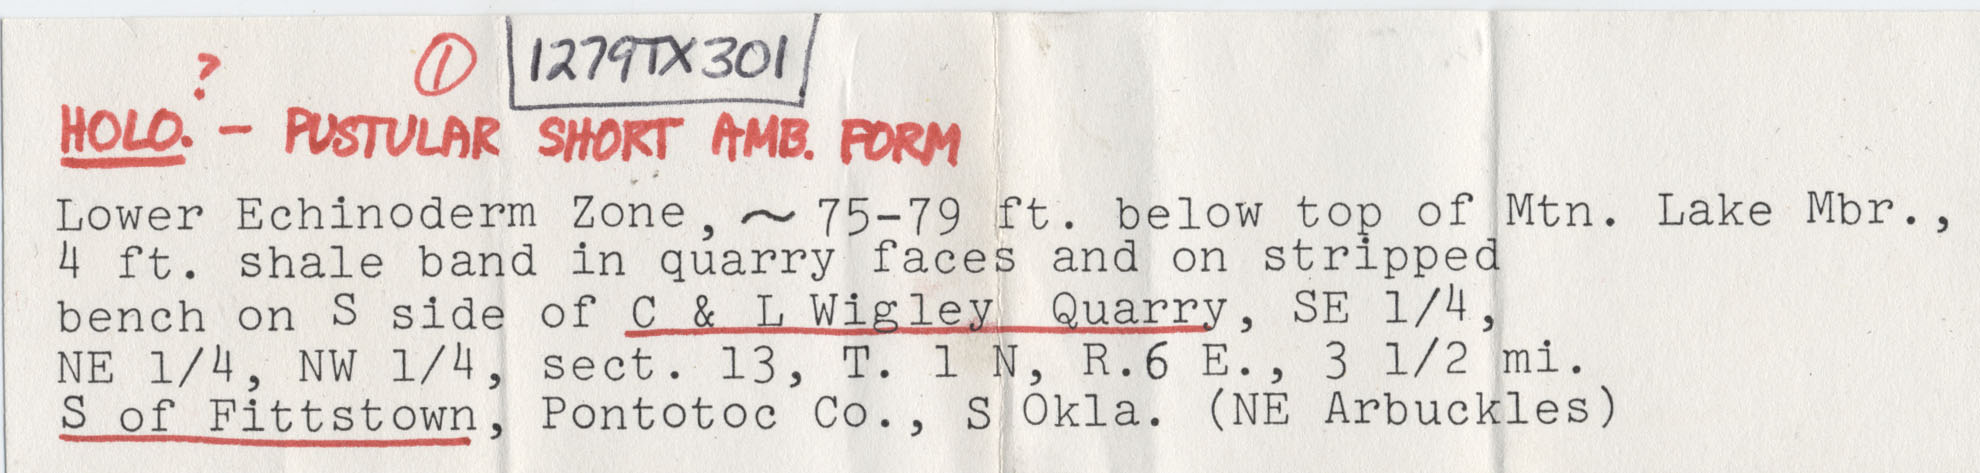 ① 1279TX301
?
HOLO. - PUSTULAR SHORT AMB. FORM
Lower Echinoderm Zone, ~ 75-79 ft. below top of Mtn. Lake Mbr.,
4 ft. shale band in quarry faces and on stripped
bench on S side of C & L Wigley Quarry, SE 1/4,
NE 1/4, NW 1/4, sect. 13, T. 1 N, R.6 E., 3 1/2 mi.
S of Fittstown, Pontotoc Co., S Okla. (NE Arbuckles)